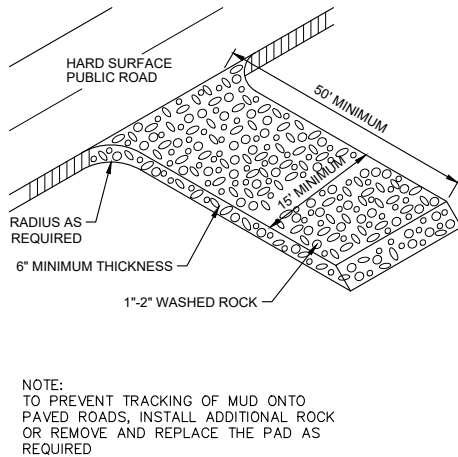 HARD SURFACE
PUBLIC ROAD
50' MINIMUM
15' MINIMUM
RADIUS AS
REQUIRED
6" MINIMUM THICKNESS
1"-2" WASHED ROCK
NOTE:
TO PREVENT TRACKING OF MUD ONTO
PAVED ROADS, INSTALL ADDITIONAL ROCK
OR REMOVE AND REPLACE THE PAD AS
REQUIRED